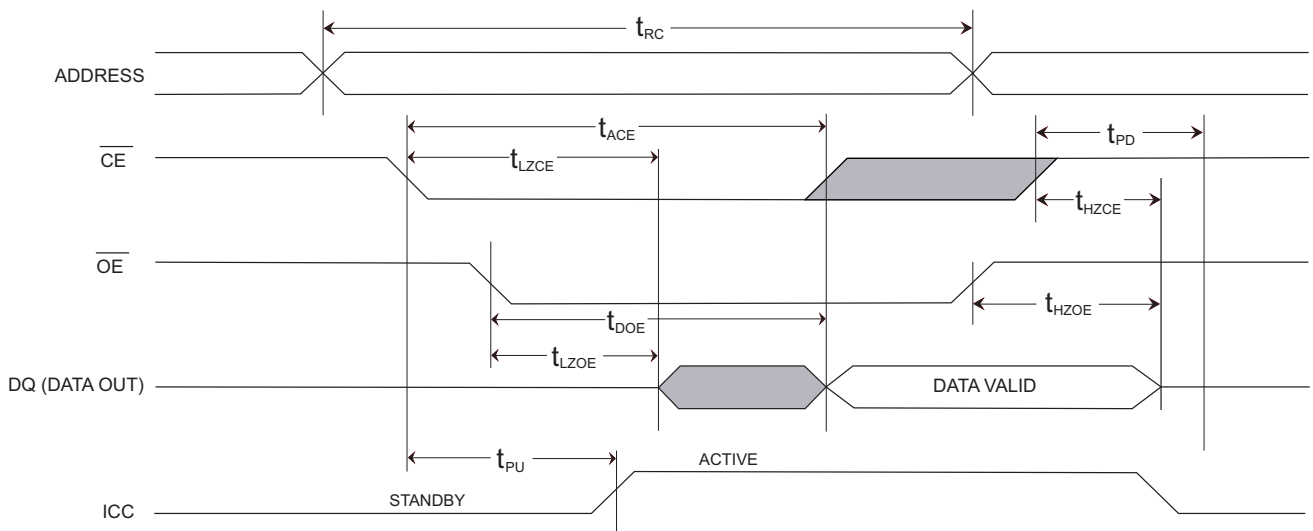 tRC
ADDRESS
tACE
tPD
CE
tLZCE
tHZCE
OE
tHZOE
tDOE
tLZOE
DQ (DATA OUT)
DATA VALID
tPU
ACTIVE
STANDBY
ICC